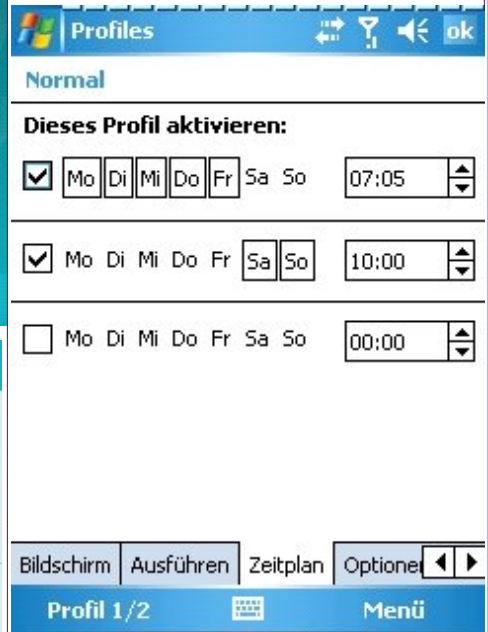 Profiles ok
Normal
Dieses Profil aktivieren:
Mo Di Mi Do Fr Sa So 07:05
Mo Di Mi Do Fr Sa So 10:00
Mo Di Mi Do Fr Sa So 00:00
Bildschirm Ausführen Zeitplan Optionen
Profil 1/2 Menü